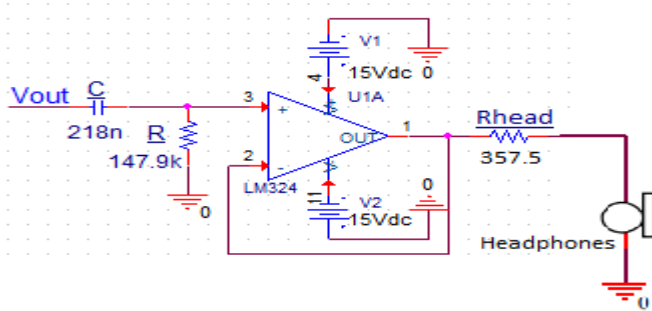 V1
15Vdc
0
4
Vout
C
218n
R
147.9k
0
3
+
U1A
V+
OUT
1
2
-
LM324
V-
11
V2
15Vdc
0
Rhead
357.5
Headphones
0